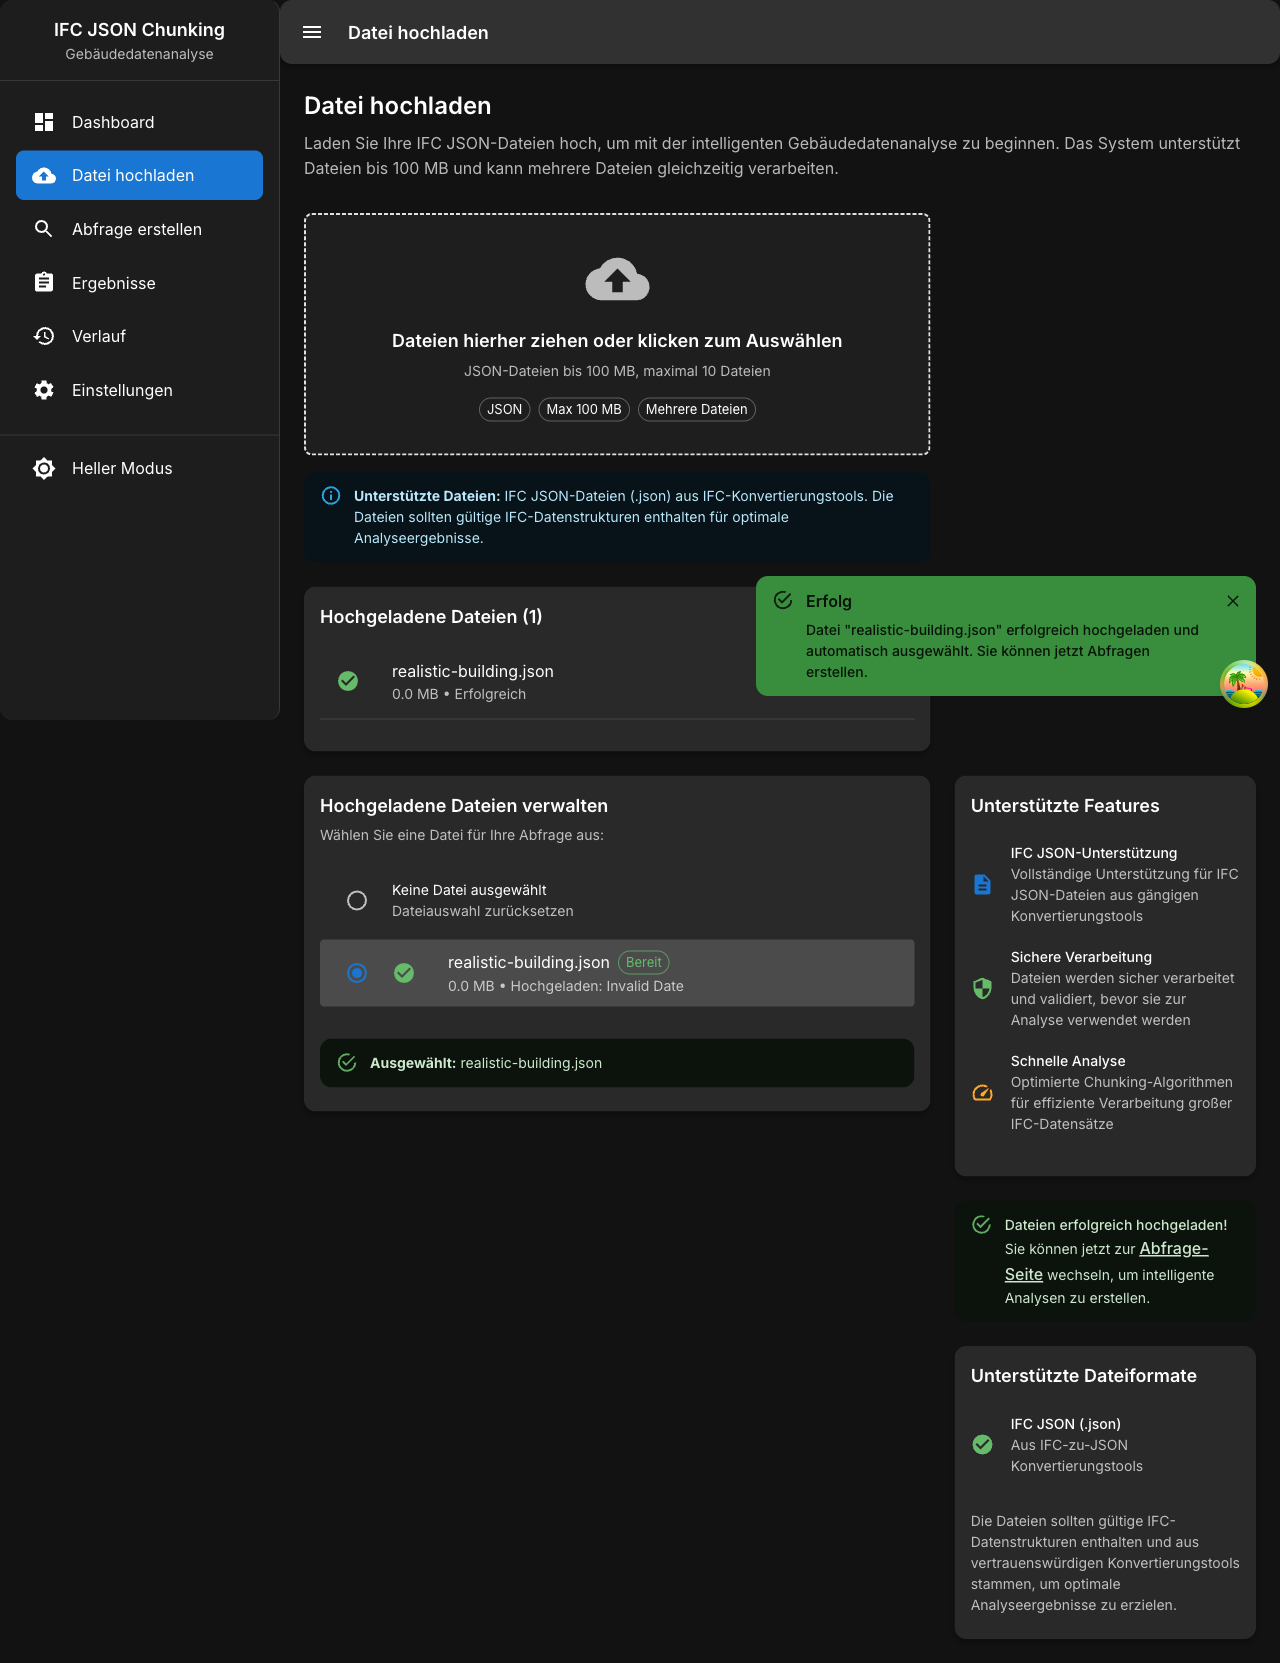 IFC JSON Chunking
Gebäudedatenanalyse
Dashboard
Datei hochladen
Abfrage erstellen
Ergebnisse
Verlauf
Einstellungen
Heller Modus
Datei hochladen
Datei hochladen
Laden Sie Ihre IFC JSON-Dateien hoch, um mit der intelligenten Gebäudedatenanalyse zu beginnen. Das System unterstützt
Dateien bis 100 MB und kann mehrere Dateien gleichzeitig verarbeiten.
Dateien hierher ziehen oder klicken zum Auswählen
JSON-Dateien bis 100 MB, maximal 10 Dateien
JSON
Max 100 MB
Mehrere Dateien
Unterstützte Dateien: IFC JSON-Dateien (.json) aus IFC-Konvertierungstools. Die
Dateien sollten gültige IFC-Datenstrukturen enthalten für optimale
Analyseergebnisse.
Hochgeladene Dateien (1)
realistic-building.json
0.0 MB • Erfolgreich
Erfolg
Datei "realistic-building.json" erfolgreich hochgeladen und
automatisch ausgewählt. Sie können jetzt Abfragen
erstellen.
Hochgeladene Dateien verwalten
Wählen Sie eine Datei für Ihre Abfrage aus:
Keine Datei ausgewählt
Dateiauswahl zurücksetzen
realistic-building.json Bereit
0.0 MB • Hochgeladen: Invalid Date
Ausgewählt: realistic-building.json
Unterstützte Features
IFC JSON-Unterstützung
Vollständige Unterstützung für IFC
JSON-Dateien aus gängigen
Konvertierungstools
Sichere Verarbeitung
Dateien werden sicher verarbeitet
und validiert, bevor sie zur
Analyse verwendet werden
Schnelle Analyse
Optimierte Chunking-Algorithmen
für effiziente Verarbeitung großer
IFC-Datensätze
Dateien erfolgreich hochgeladen!
Sie können jetzt zur Abfrage-
Seite wechseln, um intelligente
Analysen zu erstellen.
Unterstützte Dateiformate
IFC JSON (.json)
Aus IFC-zu-JSON
Konvertierungstools
Die Dateien sollten gültige IFC-
Datenstrukturen enthalten und aus
vertrauenswürdigen Konvertierungstools
stammen, um optimale
Analyseergebnisse zu erzielen.